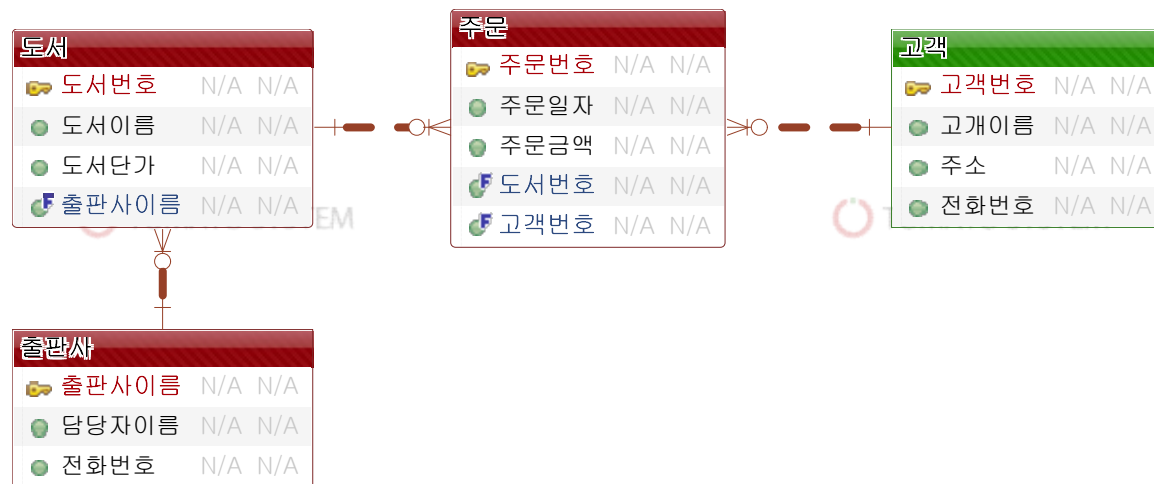 도서
도서번호 N/A N/A
도서이름 N/A N/A
도서단가 N/A N/A
출판사이름 N/A N/A
주문
주문번호 N/A N/A
주문일자 N/A N/A
주문금액 N/A N/A
도서번호 N/A N/A
고객번호 N/A N/A
고객
고객번호 N/A N/A
고개이름 N/A N/A
주소 N/A N/A
전화번호 N/A N/A
출판사
출판사이름 N/A N/A
담당자이름 N/A N/A
전화번호 N/A N/A